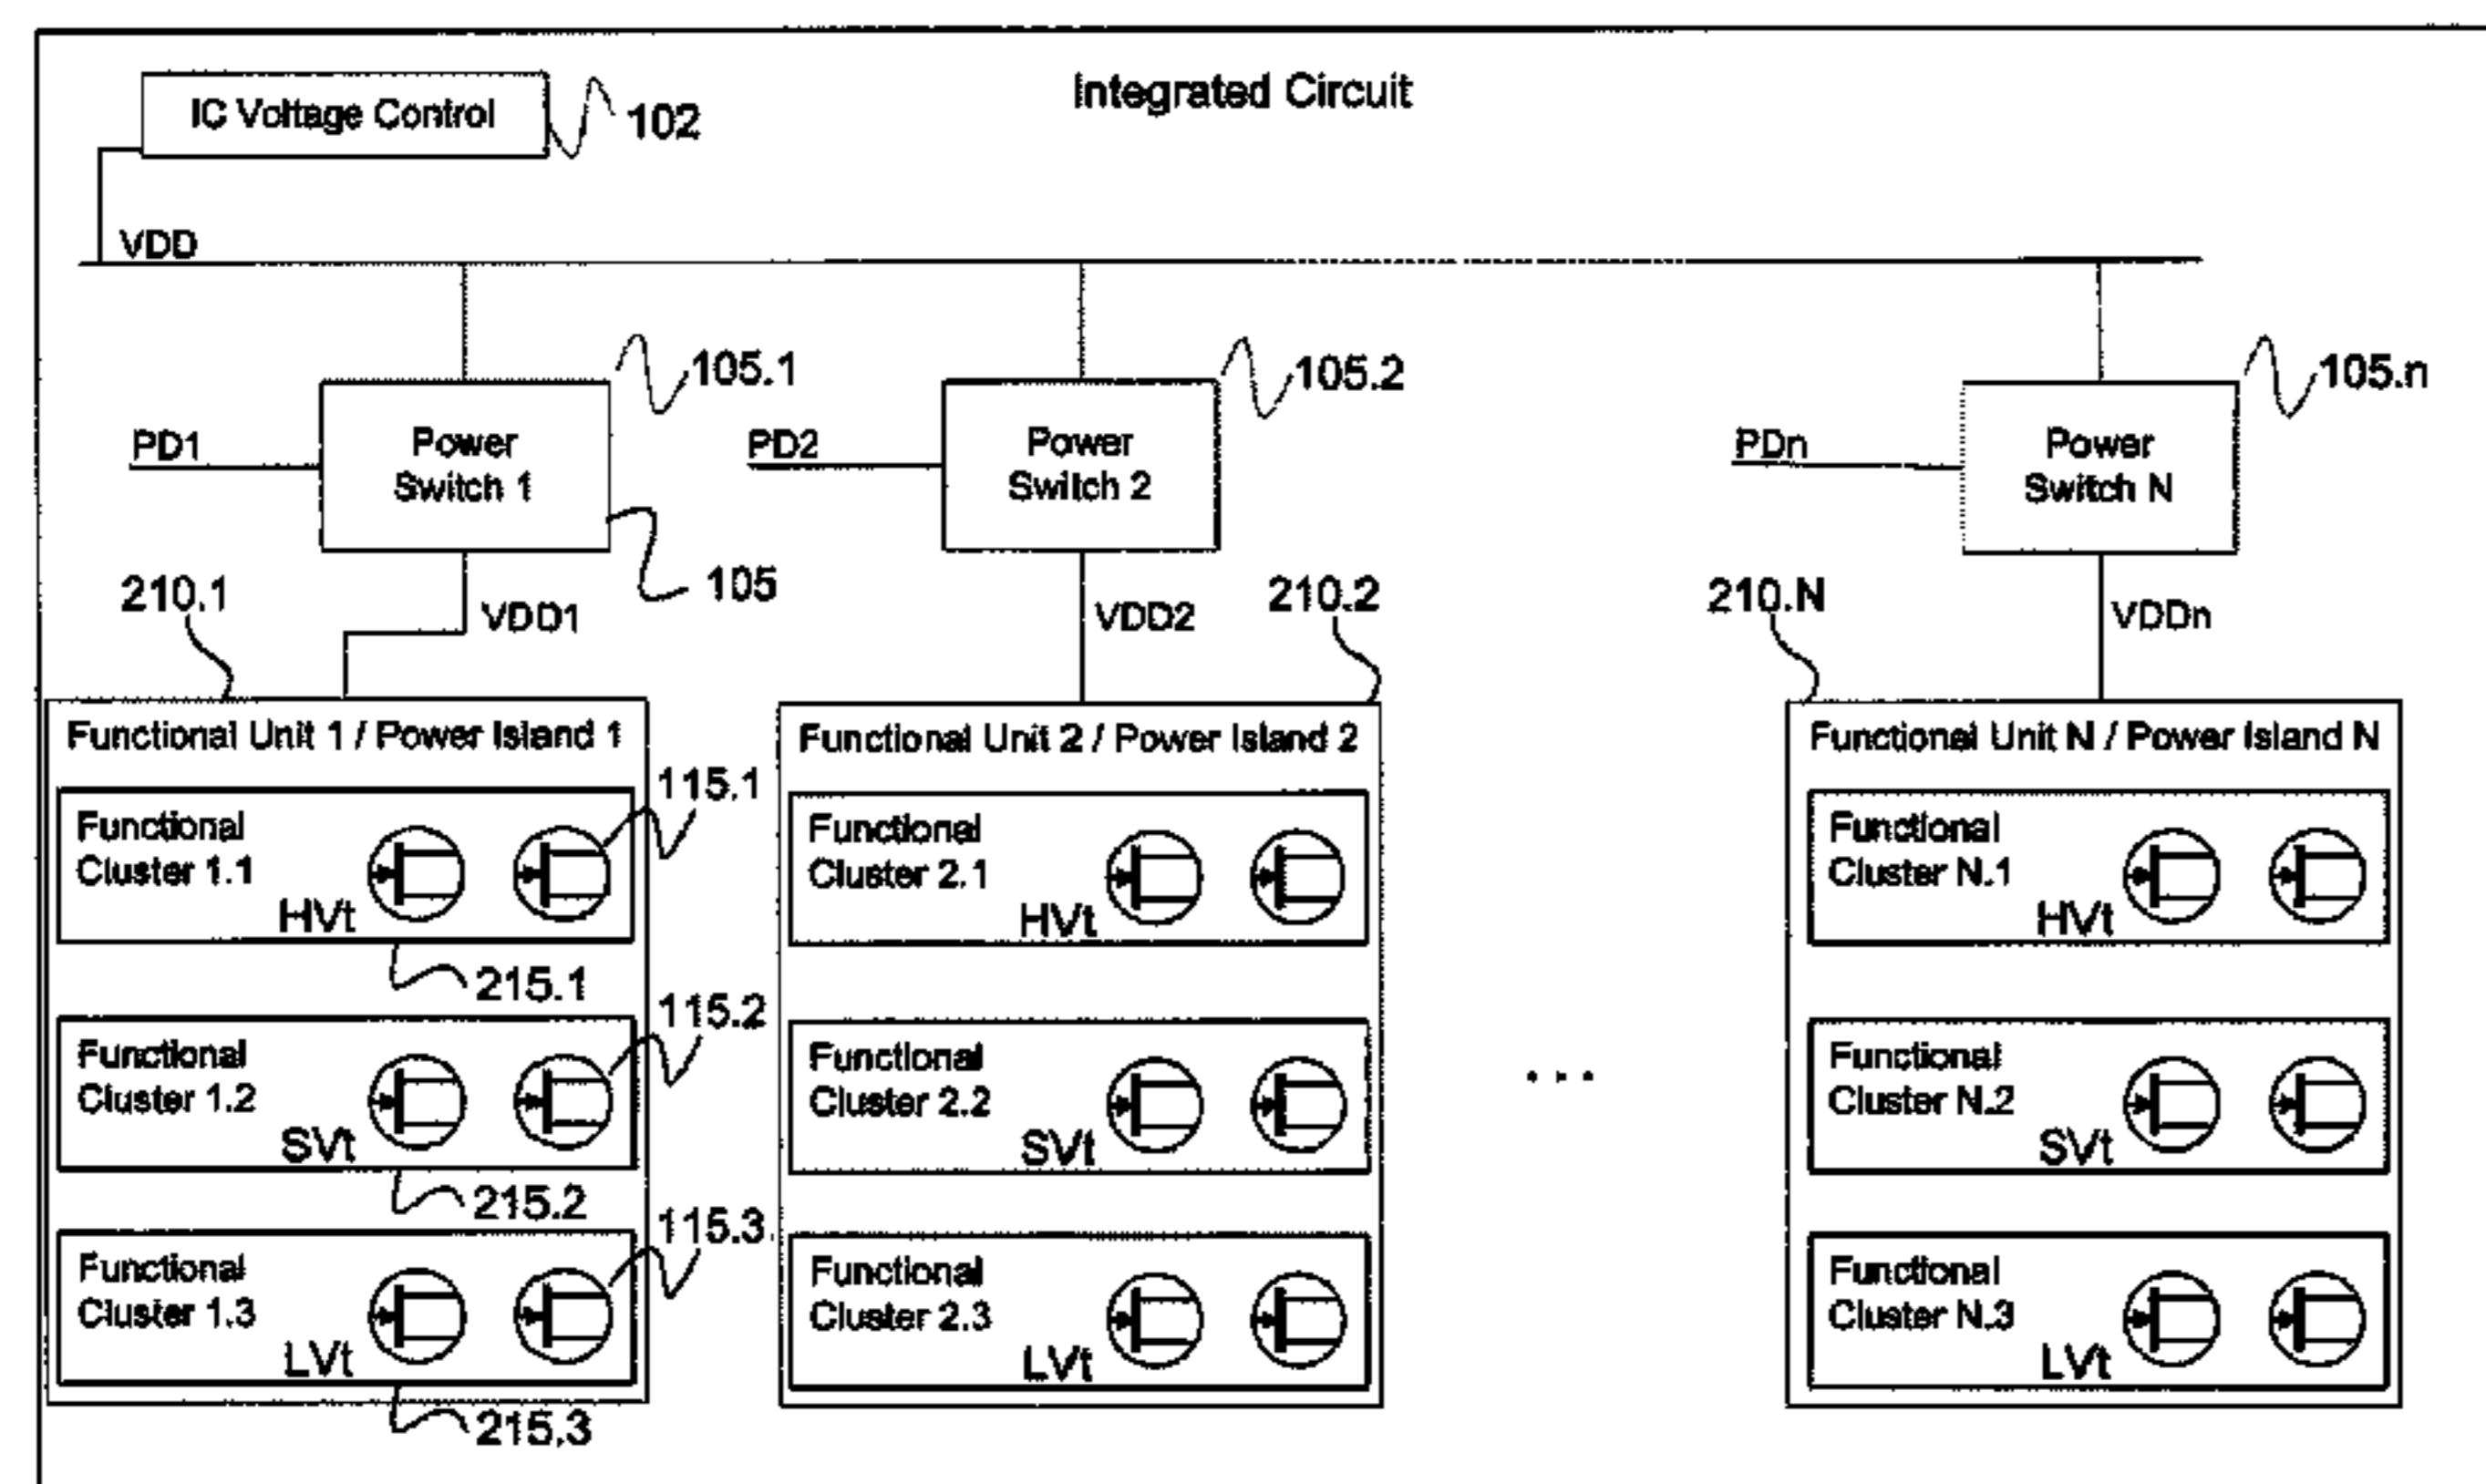 Integrated Circuit
IC Voltage Control
102
VDD
105.1
105.2
105.n
PD1
Power
Switch 1
PD2
Power
Switch 2
PDn
Power
Switch N
105
210.1
VDD1
VDD2
210.2
210.N
VDDn
Functional Unit 1 / Power Island 1
115.1
Functional
Cluster 1.1
HVt
215.1
115.2
Functional
Cluster 1.2
SVt
215.2
115.3
Functional
Cluster 1.3
LVt
215.3
Functional Unit 2 / Power Island 2
Functional
Cluster 2.1
HVt
Functional
Cluster 2.2
SVt
Functional
Cluster 2.3
LVt
...
Functional Unit N / Power Island N
Functional
Cluster N.1
HVt
Functional
Cluster N.2
SVt
Functional
Cluster N.3
LVt